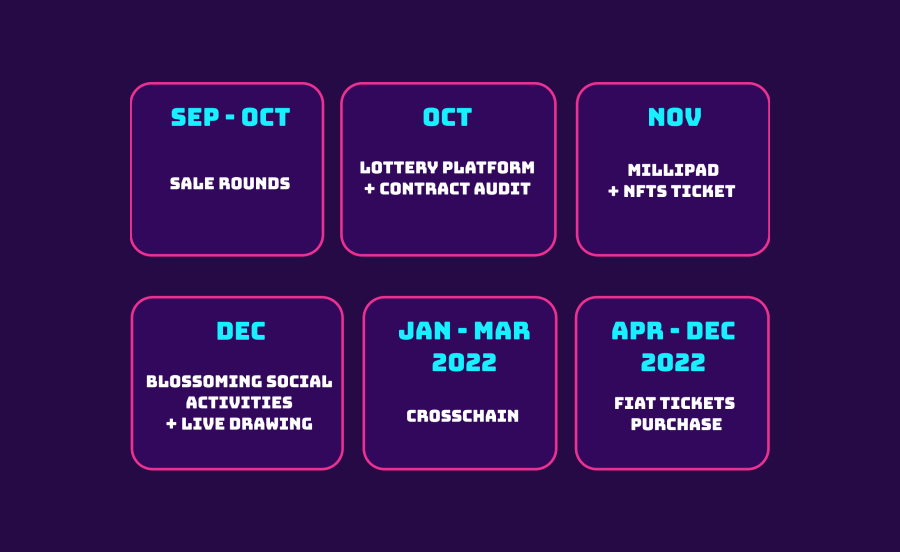 SEP - OCT
SALE ROUNDS
OCT
LOTTERY PLATFORM
+ CONTRACT AUDIT
NOV
MILLIPAD
+ NFTS TICKET
DEC
BLOSSOMING SOCIAL
ACTIVITIES
+ LIVE DRAWING
JAN - MAR
2022
CROSSCHAIN
APR - DEC
2022
FIAT TICKETS
PURCHASE